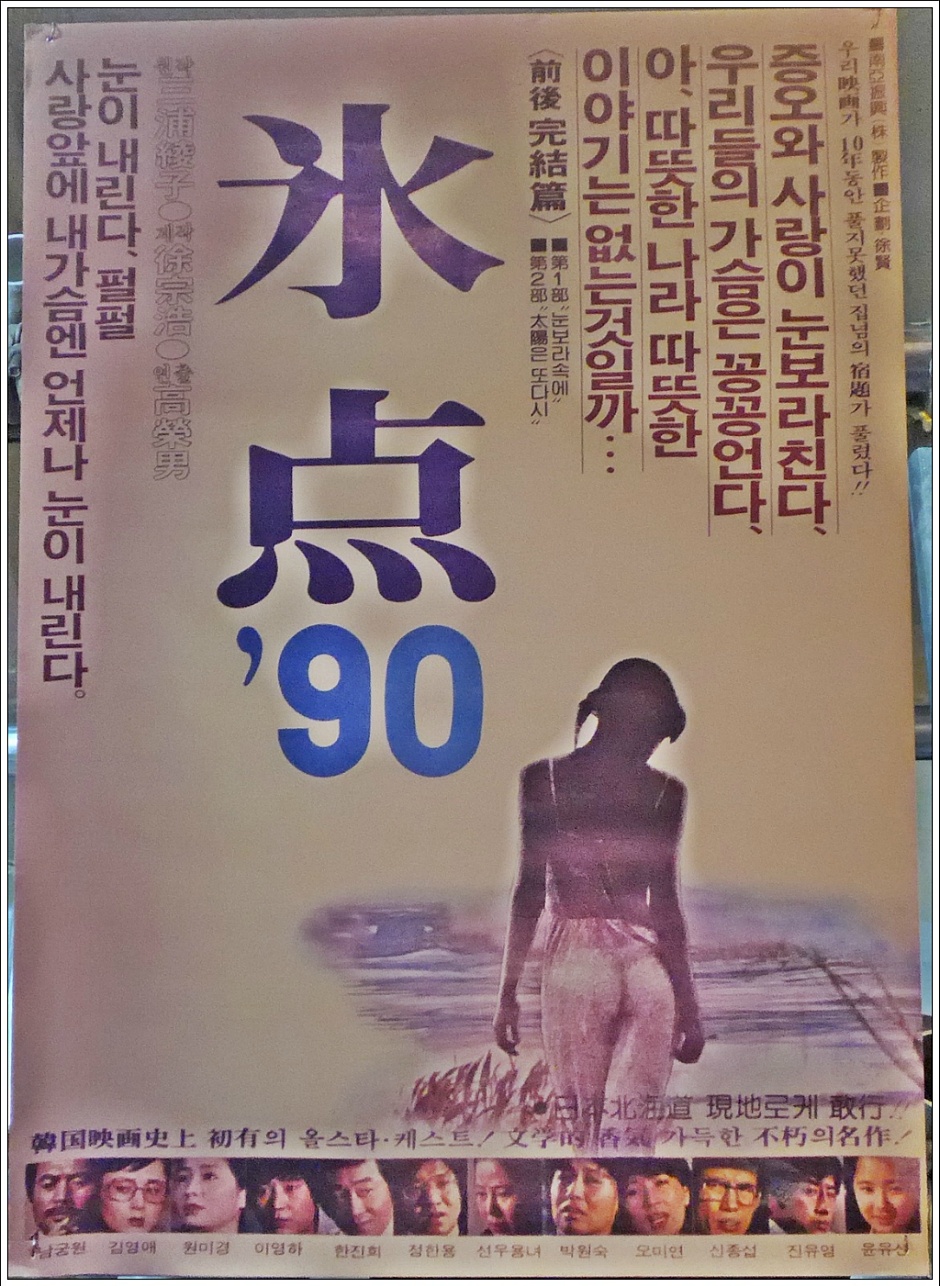 ■南亞振興(株) 製作■企劃 徐賢
우리 映画가 10年동안 풀지못했던 집념의 宿題가 풀렸다!!
증오와 사랑이 눈보라친다,
우리들의 가슴은 꽁꽁언다,
아, 따뜻한 나라 따뜻한
이야기는 없는것일까…
〈前後 完結篇〉
■第1部 "눈보라속에"
■第2部 "太陽은 또다시"
氷点
'90
원작 三浦綾子○제작 徐宗浩○연출 高榮男
눈이 내린다, 펄펄
사랑앞에 내가슴엔 언제나 눈이 내린다。
●日本北海道 現地로케 敢行!!
韓国映画史上 初有의 올스타·케스트! 文学的 香気 가득한 不朽의名作!
남궁원 김영애 원미경 이영하 한진희 정한용 선우용녀 박원숙 오미연 신종섭 진유영 윤유선